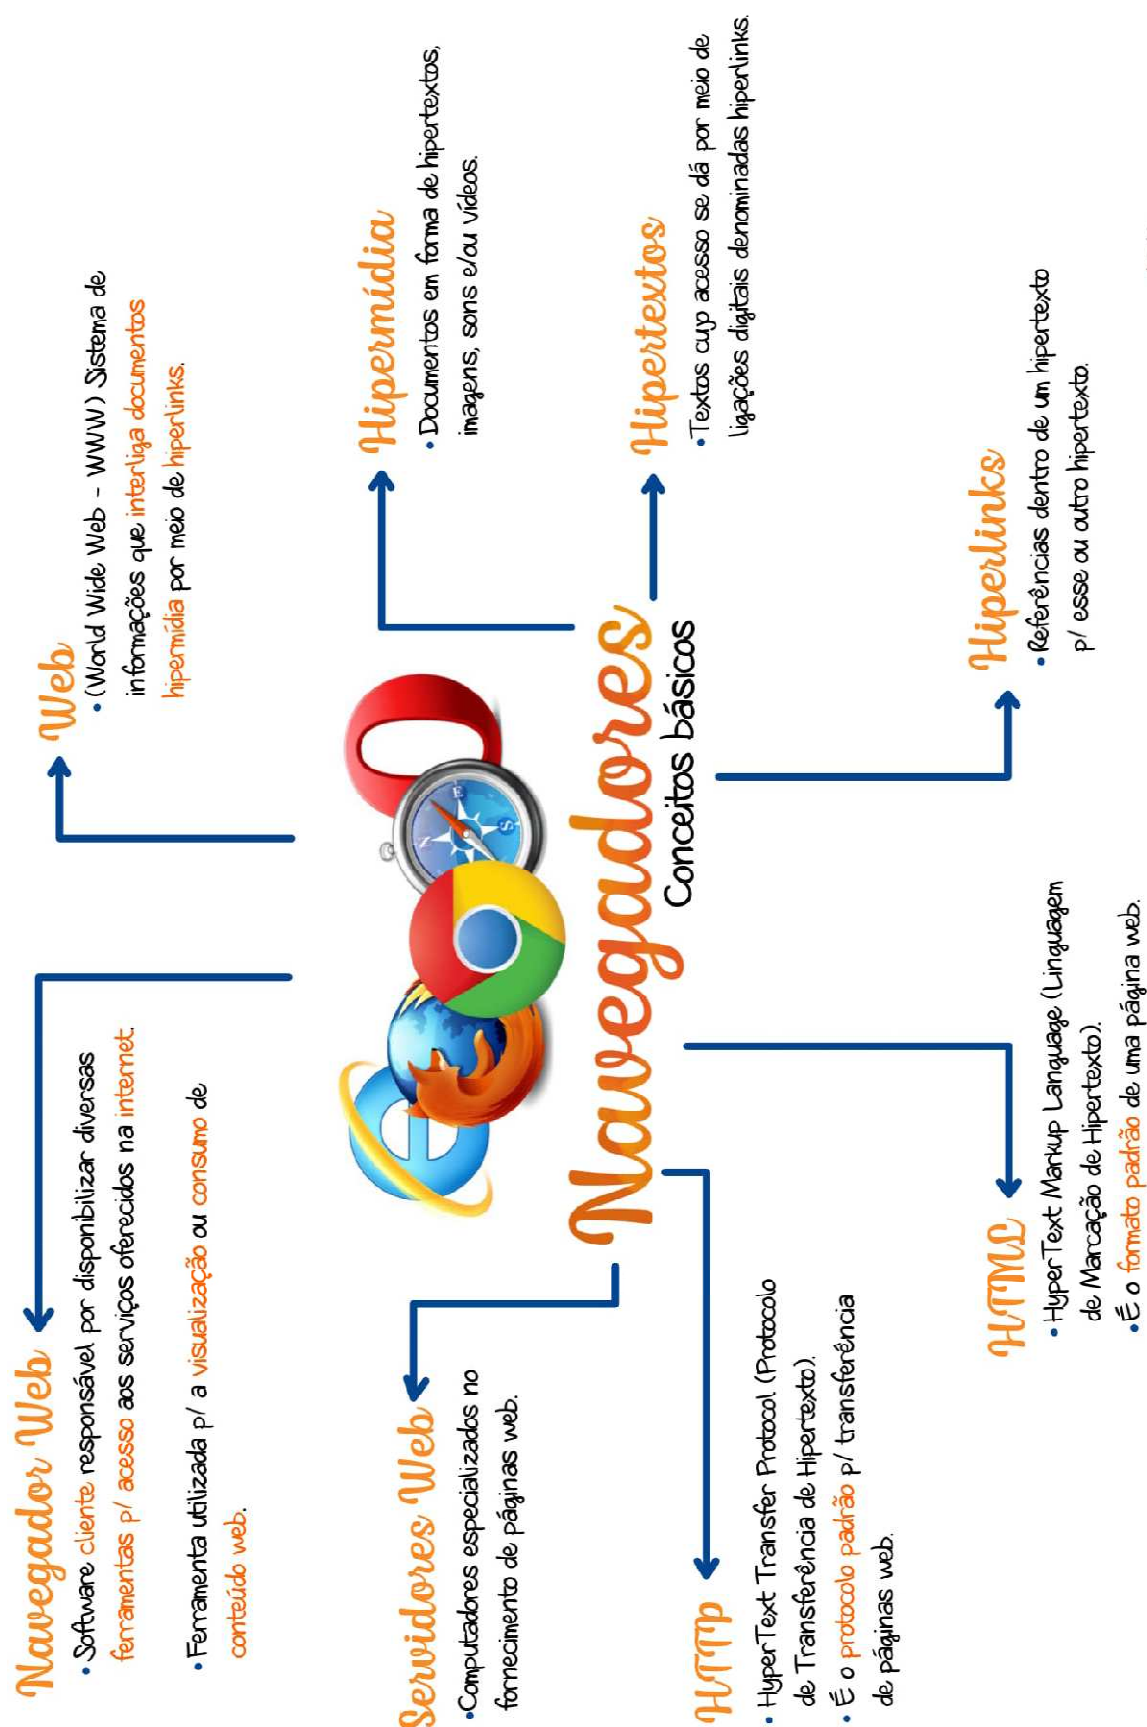 Navegador Web
• Software cliente responsável por disponibilizar diversas
ferramentas p/ acesso aos serviços oferecidos na internet.
• Ferramenta utilizada p/ a visualização ou consumo de
conteúdo web.
Web
• (World Wide Web - WWW) Sistema de
informações que interliga documentos
hipermídia por meio de hiperlinks.
Servidores Web
• Computadores especializados no
fornecimento de páginas web.
Hipermídia
• Documentos em forma de hipertextos,
imagens, sons e/ou vídeos.
N
E
S
Navegadores
Conceitos básicos
Hipertextos
• Textos cujo acesso se dá por meio de
ligações digitais denominadas hiperlinks.
HTTP
• HyperText Transfer Protocol (Protocolo
de Transferência de Hipertexto).
• É o protocolo padrão p/ transferência
de páginas web.
HTML
• HyperText Markup Language (Linguagem
de Marcação de Hipertexto).
• É o formato padrão de uma página web.
Hiperlinks
• Referências dentro de um hipertexto
p/ esse ou outro hipertexto.